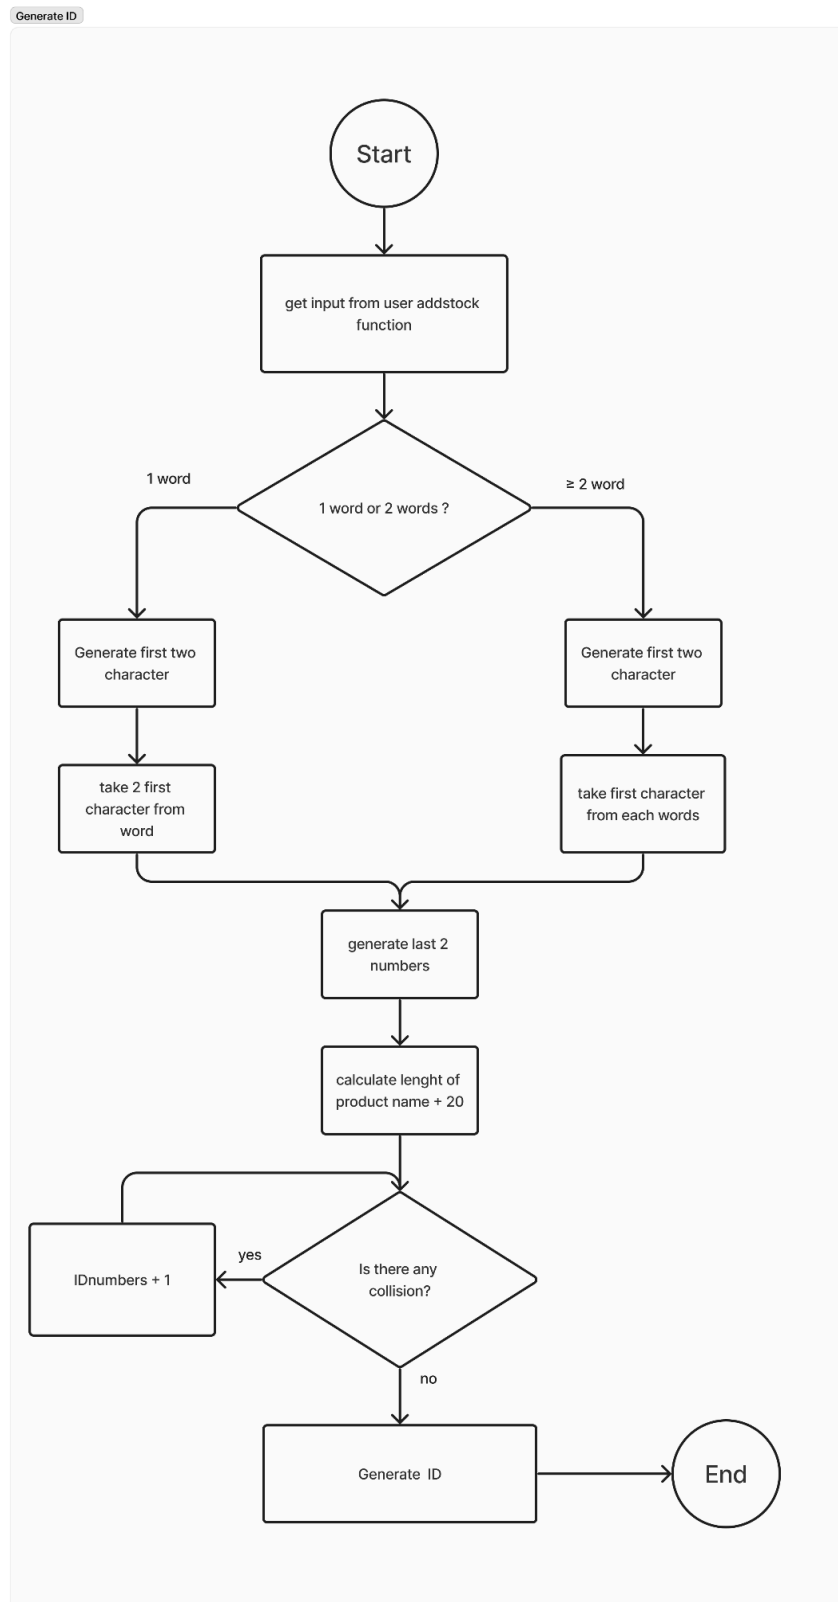 Generate ID
Start
get input from user addstock
function
1 word
≥ 2 word
1 word or 2 words ?
Generate first two
character
Generate first two
character
take 2 first
character from
word
take first character
from each words
generate last 2
numbers
calculate lenght of
product name + 20
yes
Is there any
collision?
IDnumbers + 1
no
Generate ID
End